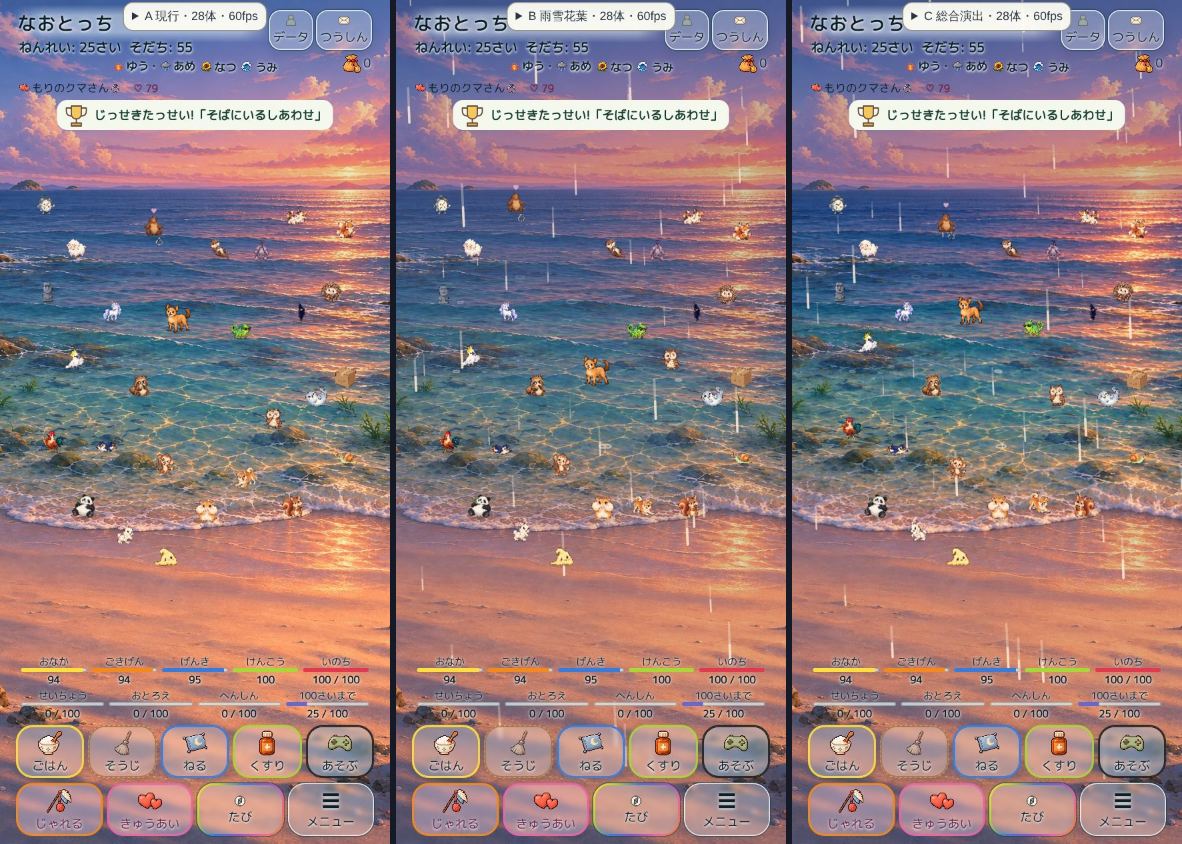 なおとっち
▶ A 現行・28体・60fps
データ
つうしん
ねんれい: 25さい そだち: 55
ゆう・あめ なつ うみ
0
もりのクマさん ♡ 79
じっせきたっせい!「そばにいるしあわせ」
おなか ごきげん げんき けんこう いのち
94 94 95 100 100 / 100
せいちょう おとろえ へんしん 100さいまで
0 / 100 0 / 100 0 / 100 25 / 100
ごはん そうじ ねる くすり あそぶ
じゃれる きゅうあい たび メニュー
なおとっち
▶ B 雨雪花葉・28体・60fps
データ
つうしん
ねんれい: 25さい そだち: 55
ゆう・あめ なつ うみ
0
もりのクマさん ♡ 79
じっせきたっせい!「そばにいるしあわせ」
おなか ごきげん げんき けんこう いのち
94 94 95 100 100 / 100
せいちょう おとろえ へんしん 100さいまで
0 / 100 0 / 100 0 / 100 25 / 100
ごはん そうじ ねる くすり あそぶ
じゃれる きゅうあい たび メニュー
なおとっち
▶ C 総合演出・28体・60fps
データ
つうしん
ねんれい: 25さい そだち: 55
ゆう・あめ なつ うみ
0
もりのクマさん ♡ 79
じっせきたっせい!「そばにいるしあわせ」
おなか ごきげん げんき けんこう いのち
94 94 95 100 100 / 100
せいちょう おとろえ へんしん 100さいまで
0 / 100 0 / 100 0 / 100 25 / 100
ごはん そうじ ねる くすり あそぶ
じゃれる きゅうあい たび メニュー